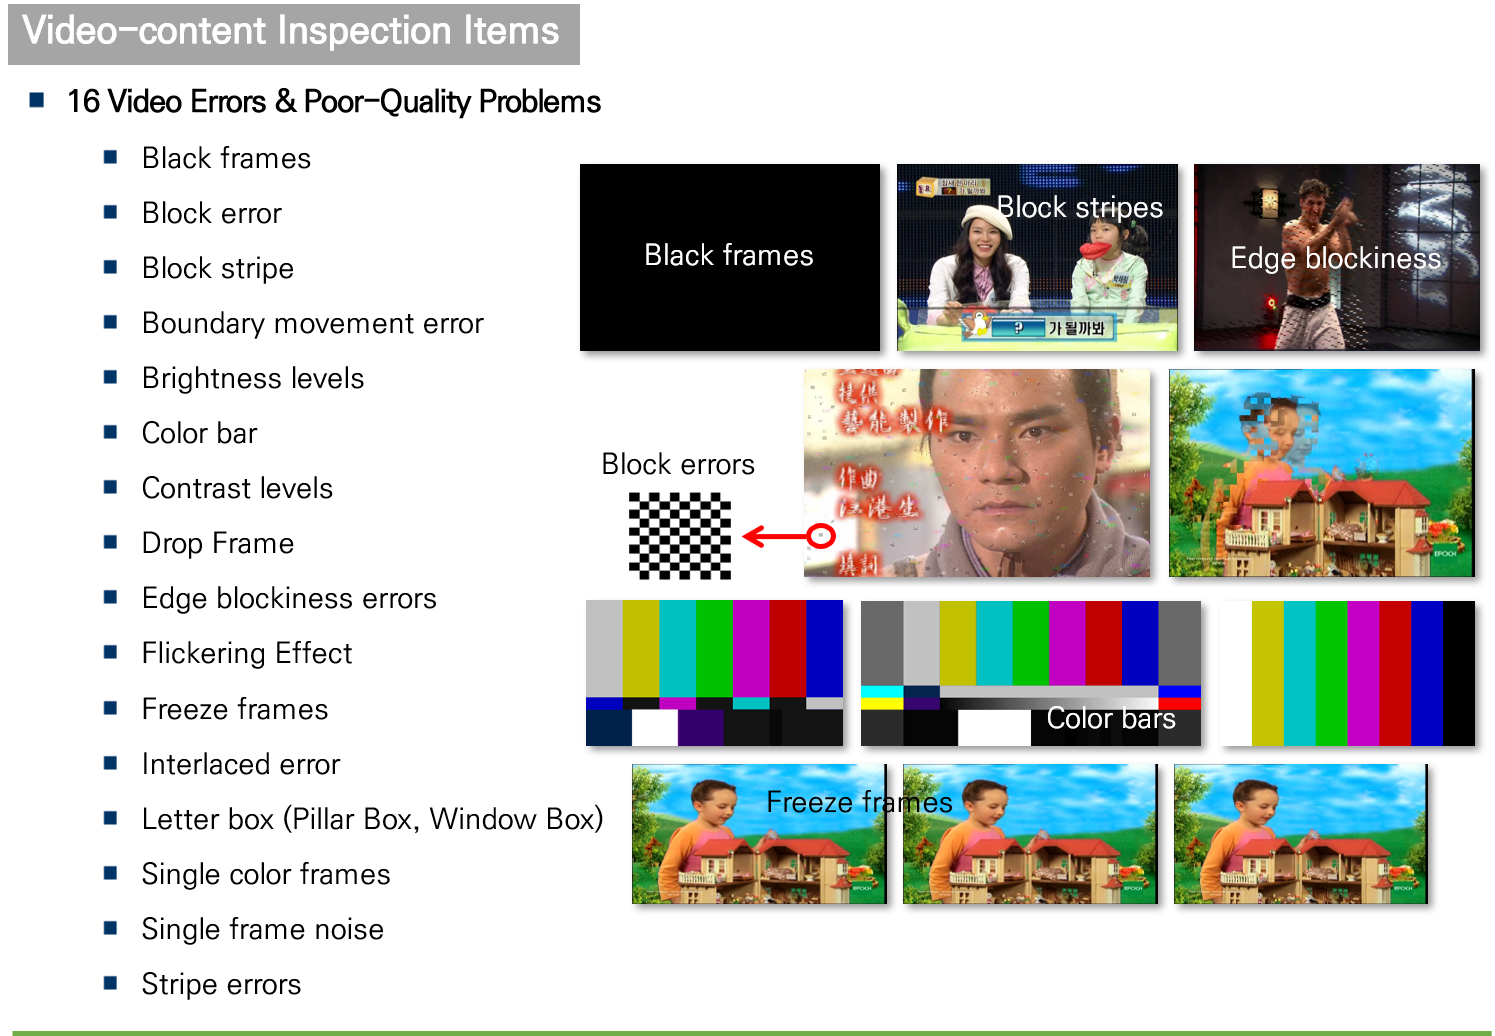 Video-content Inspection Items
16 Video Errors & Poor-Quality Problems
Black frames
Block error
Block stripe
Boundary movement error
Brightness levels
Color bar
Contrast levels
Drop Frame
Edge blockiness errors
Flickering Effect
Freeze frames
Interlaced error
Letter box (Pillar Box, Window Box)
Single color frames
Single frame noise
Stripe errors
Black frames
Block stripes
? 가 될까봐
Edge blockiness
Block errors
提供
藝能製作
作曲
江港生
填詞
EPOCH
Color bars
Freeze frames
EPOCH
EPOCH
EPOCH